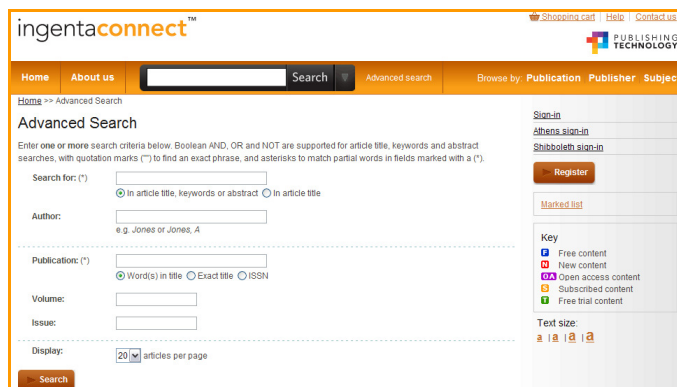 Shopping cart | Help | Contact us
ingentaconnect™
PUBLISHING
TECHNOLOGY
Home About us Search Advanced search Browse by: Publication Publisher Subjec
Home >> Advanced Search
Advanced Search
Enter one or more search criteria below. Boolean AND, OR and NOT are supported for article title, keywords and abstract
searches, with quotation marks ("") to find an exact phrase, and asterisks to match partial words in fields marked with a (*).
Search for: (*)
In article title, keywords or abstract In article title
Author:
e.g. Jones or Jones, A
Publication: (*)
Word(s) in title Exact title ISSN
Volume:
Issue:
Display: 20 articles per page
Search
Sign-in
Athens sign-in
Shibboleth sign-in
Register
Marked list
Key
F Free content
N New content
OA Open access content
S Subscribed content
T Free trial content
Text size:
a | a | a | a